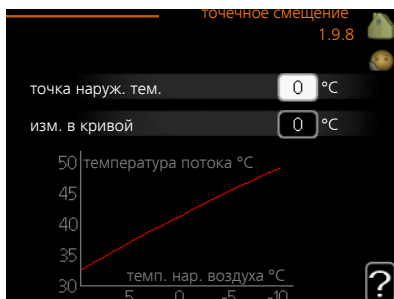 точечное смещение
1.9.8
точка наруж. тем. 0 °C
изм. в кривой 0 °C
50 температура потока °C
45
40
35
30
темп. нар. воздуха °C
5 0 -5 -10
?